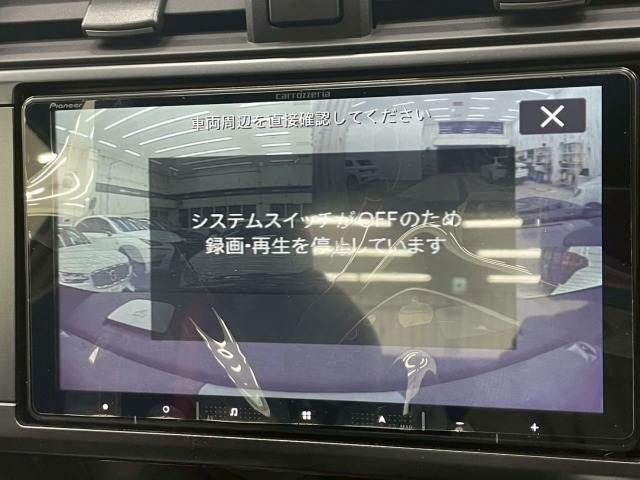 carrozzeria
Pioneer
車両周辺を直接確認してください
システムスイッチがOFFのため
録画・再生を停止しています